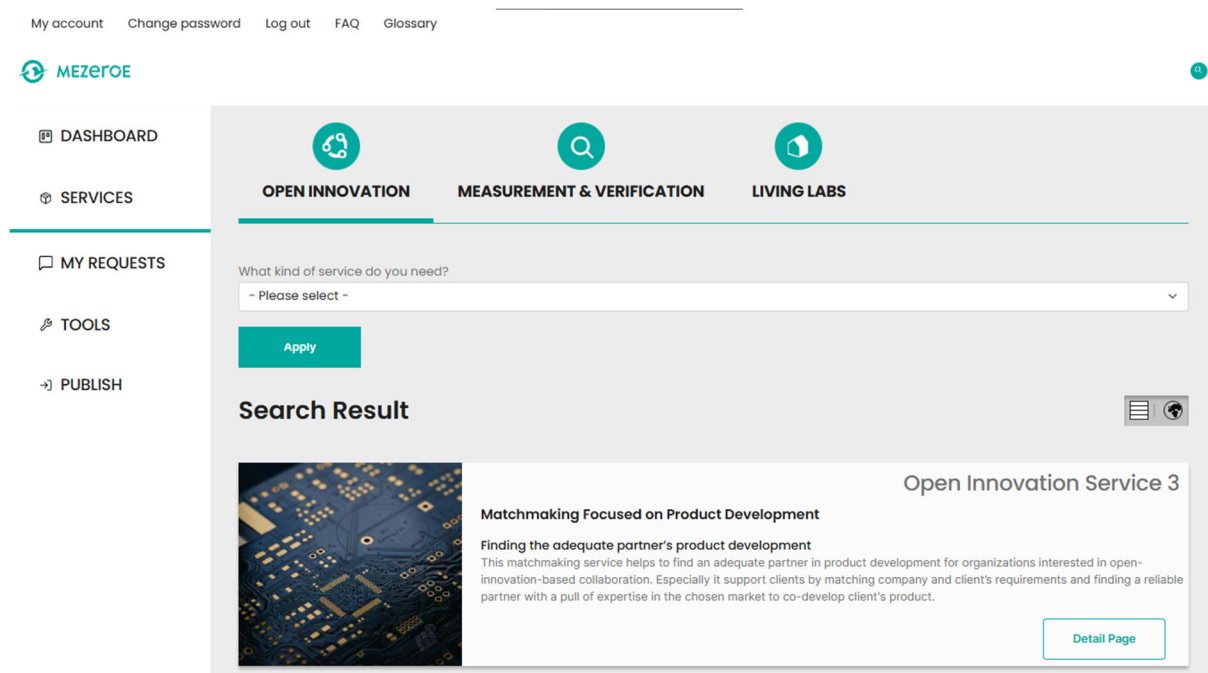 My account Change password Log out FAQ Glossary
MEZeroE
DASHBOARD
SERVICES
MY REQUESTS
TOOLS
PUBLISH
OPEN INNOVATION MEASUREMENT & VERIFICATION LIVING LABS
What kind of service do you need?
- Please select -
Apply
Search Result
Open Innovation Service 3
Matchmaking Focused on Product Development
Finding the adequate partner's product development
This matchmaking service helps to find an adequate partner in product development for organizations interested in open-
innovation-based collaboration. Especially it support clients by matching company and client's requirements and finding a reliable
partner with a pull of expertise in the chosen market to co-develop client's product.
Detail Page